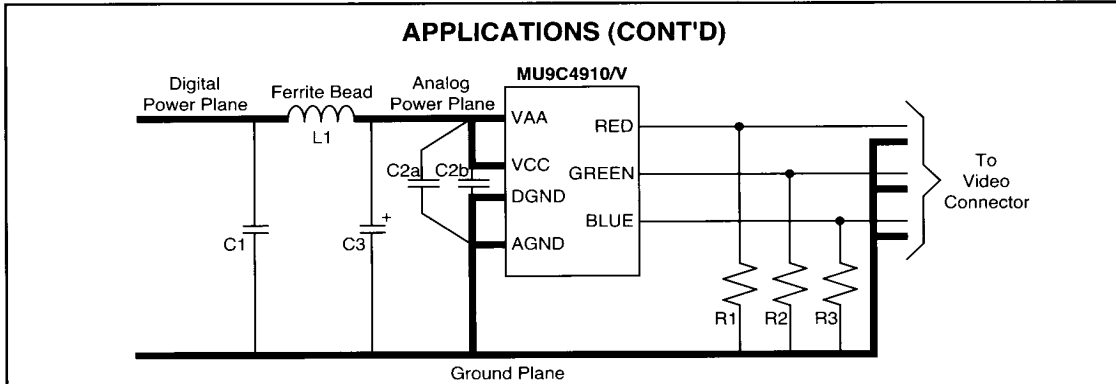 APPLICATIONS (CONT'D)
MU9C4910/V
Digital
Power Plane
Ferrite Bead
Analog
Power Plane
L1
VAA
VCC
DGND
AGND
RED
GREEN
BLUE
To
Video
Connector
C2a
C2b
C1
C3
+
R1
R2
R3
Ground Plane